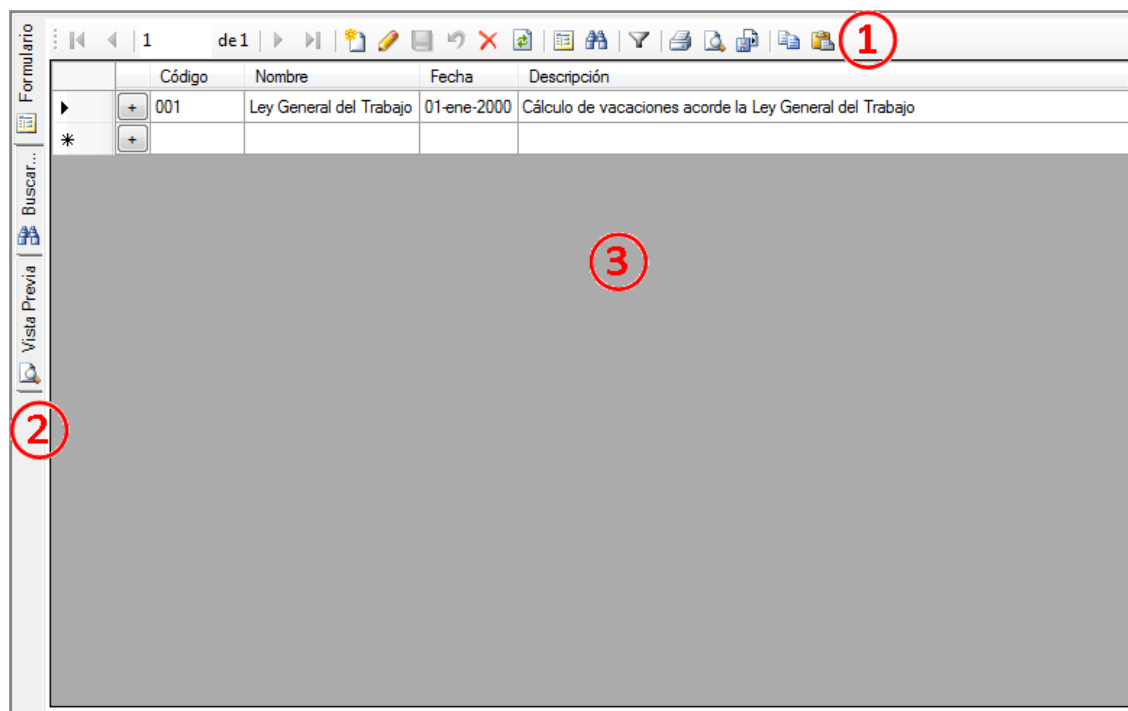 1 de 1 ①
Código Nombre Fecha Descripción
+ 001 Ley General del Trabajo 01-ene-2000 Cálculo de vacaciones acorde la Ley General del Trabajo
+
Formulario
Buscar...
Vista Previa
②
③